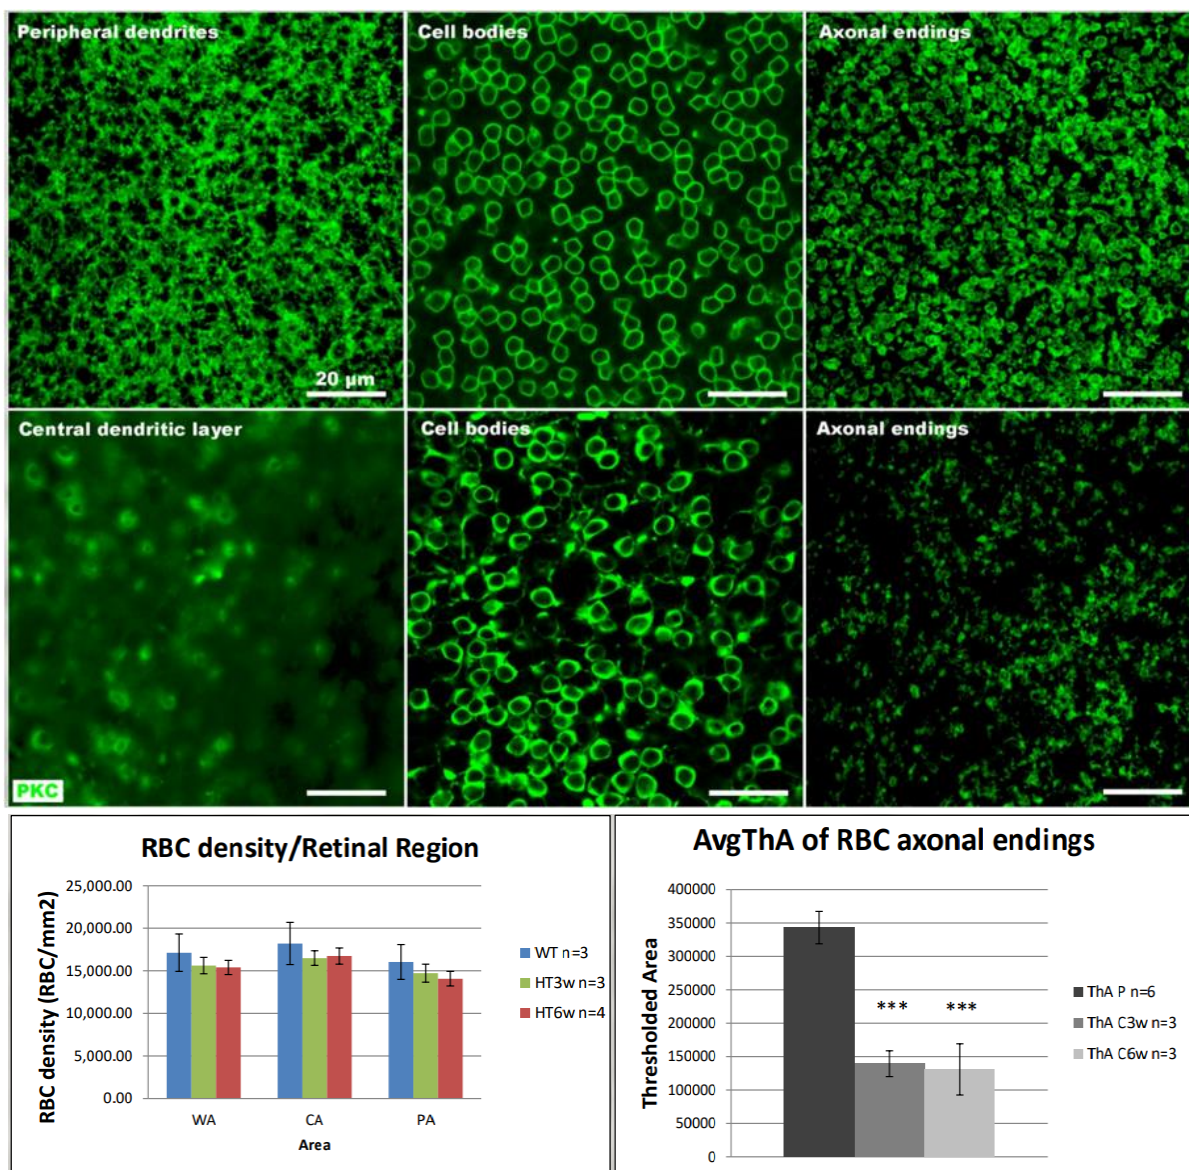 Peripheral dendrites
Cell bodies
Axonal endings
20 µm
Central dendritic layer
Cell bodies
Axonal endings
PKC
RBC density/Retinal Region
RBC density (RBC/mm2)
25,000.00
20,000.00
15,000.00
10,000.00
5,000.00
0.00
WA
CA
PA
Area
WT n=3
HT3w n=3
HT6w n=4
AvgThA of RBC axonal endings
Thresholded Area
400000
350000
300000
250000
200000
150000
100000
50000
0
***
***
ThA P n=6
ThA C3w n=3
ThA C6w n=3